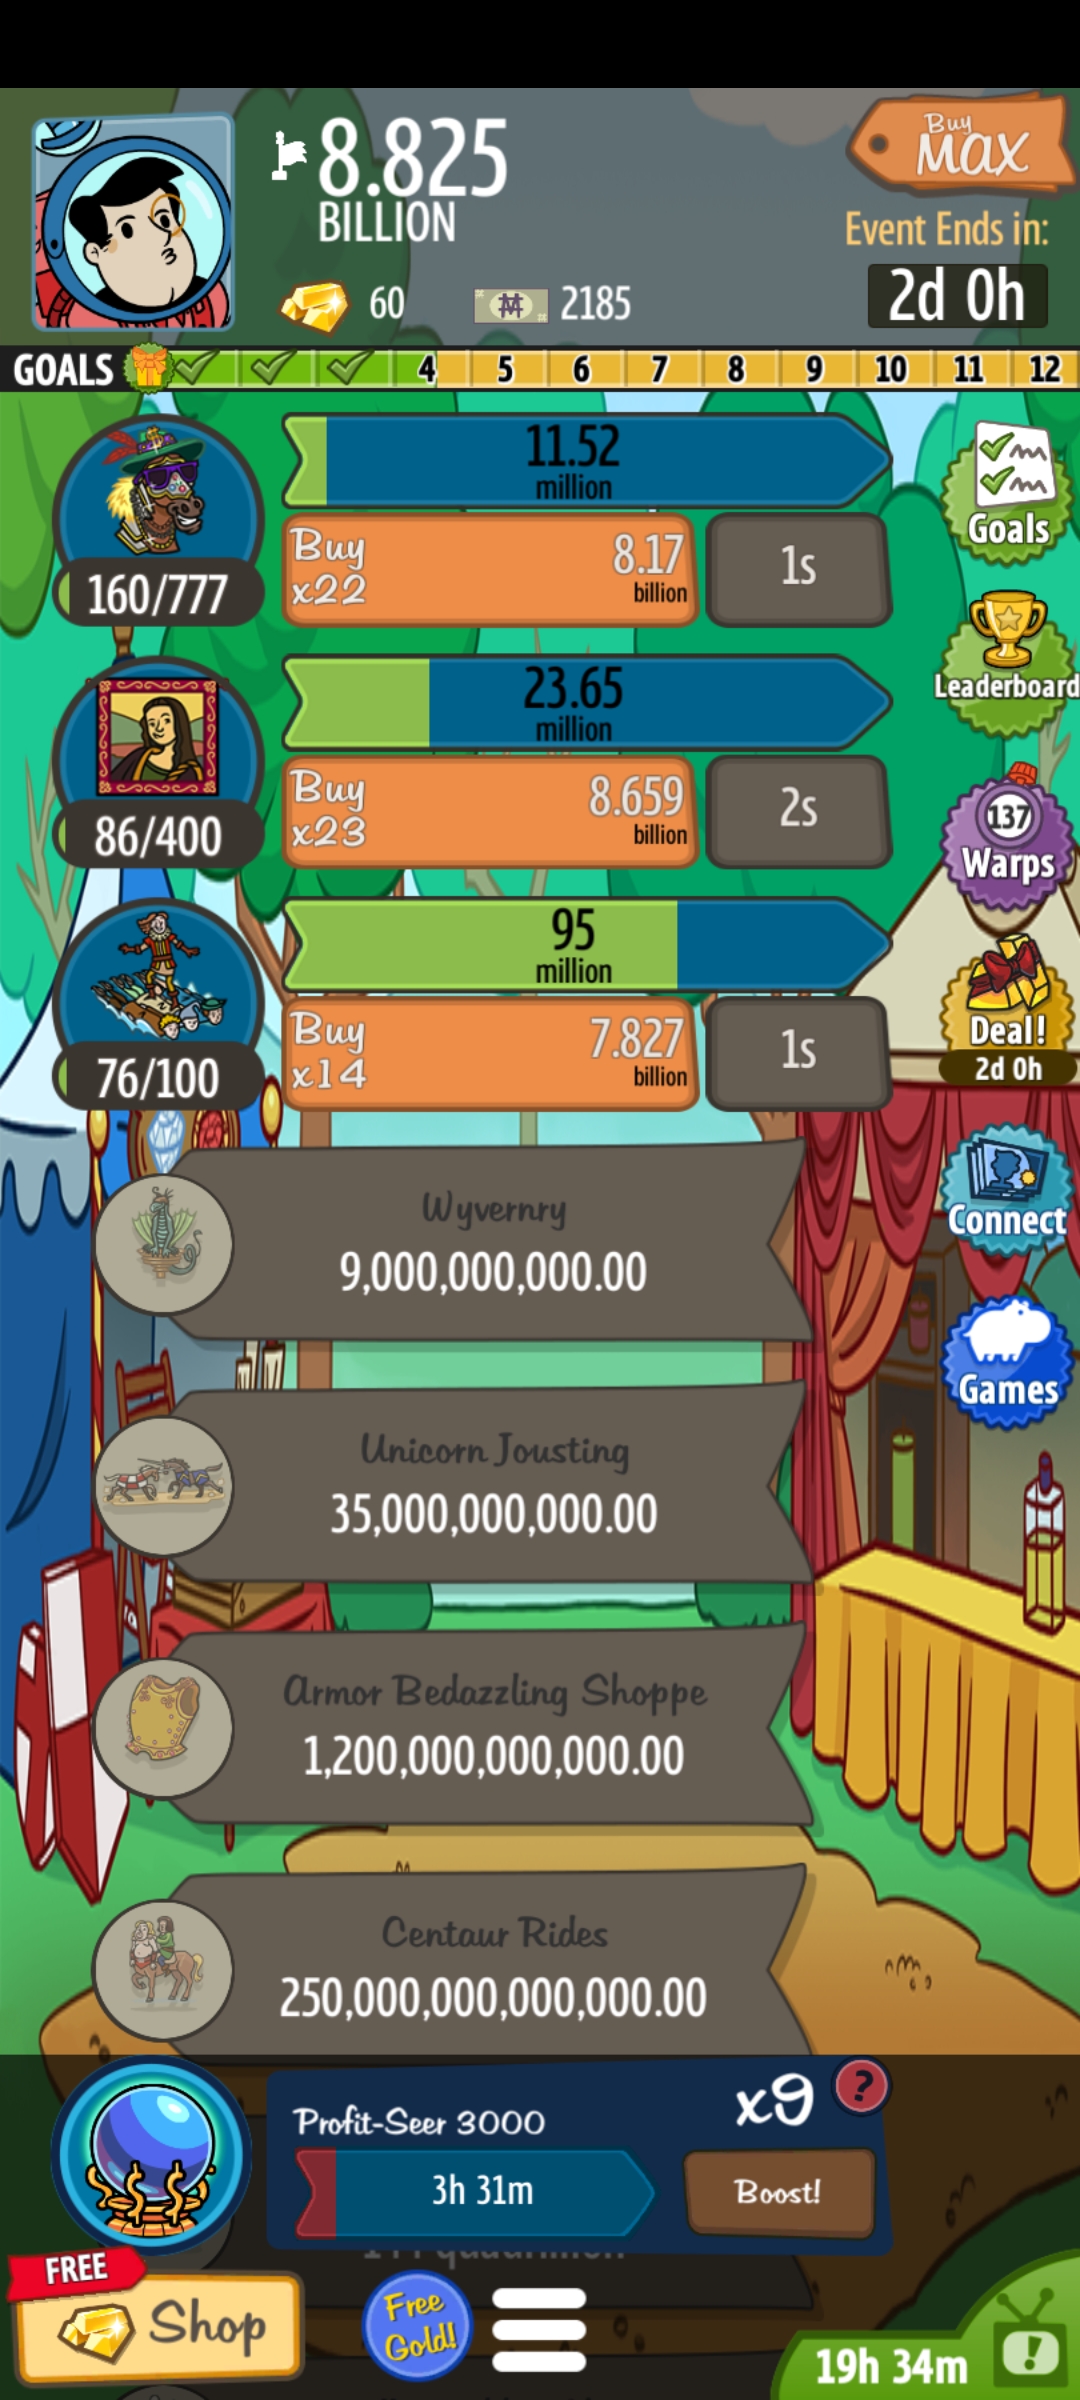 8.825
BILLION
Buy
MAX
Event Ends in:
2d 0h
60
2185
GOALS 4 5 6 7 8 9 10 11 12
11.52
million
Buy
x22
8.17
billion
1s
160/777
Goals
23.65
million
Buy
x23
8.659
billion
2s
86/400
Leaderboard
137
Warps
95
million
Buy
x14
7.827
billion
1s
76/100
Deal!
2d 0h
Wyvernry
9,000,000,000.00
Connect
Unicorn Jousting
35,000,000,000.00
Games
Armor Bedazzling Shoppe
1,200,000,000,000.00
Centaur Rides
250,000,000,000,000.00
Profit-Seer 3000
x9
?
3h 31m
Boost!
FREE
Shop
Free
Gold!
19h 34m
!